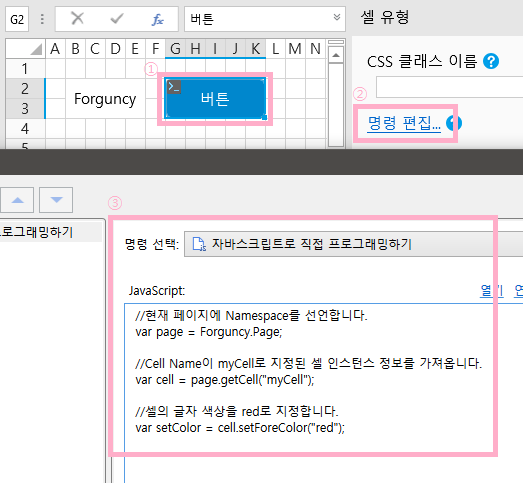 G2
fx
버튼
셀 유형
A B C D E F G H I J K L M N
CSS 클래스 이름 ?
1
2
3
4
5
①
Forguncy
버튼
②
명령 편집... ?
③
로그래밍하기
명령 선택: 자바스크립트로 직접 프로그래밍하기
JavaScript:
열기
//현재 페이지에 Namespace를 선언합니다.
var page = Forguncy.Page;
//Cell Name이 myCell로 지정된 셀 인스턴스 정보를 가져옵니다.
var cell = page.getCell("myCell");
//셀의 글자 색상을 red로 지정합니다.
var setColor = cell.setForeColor("red");